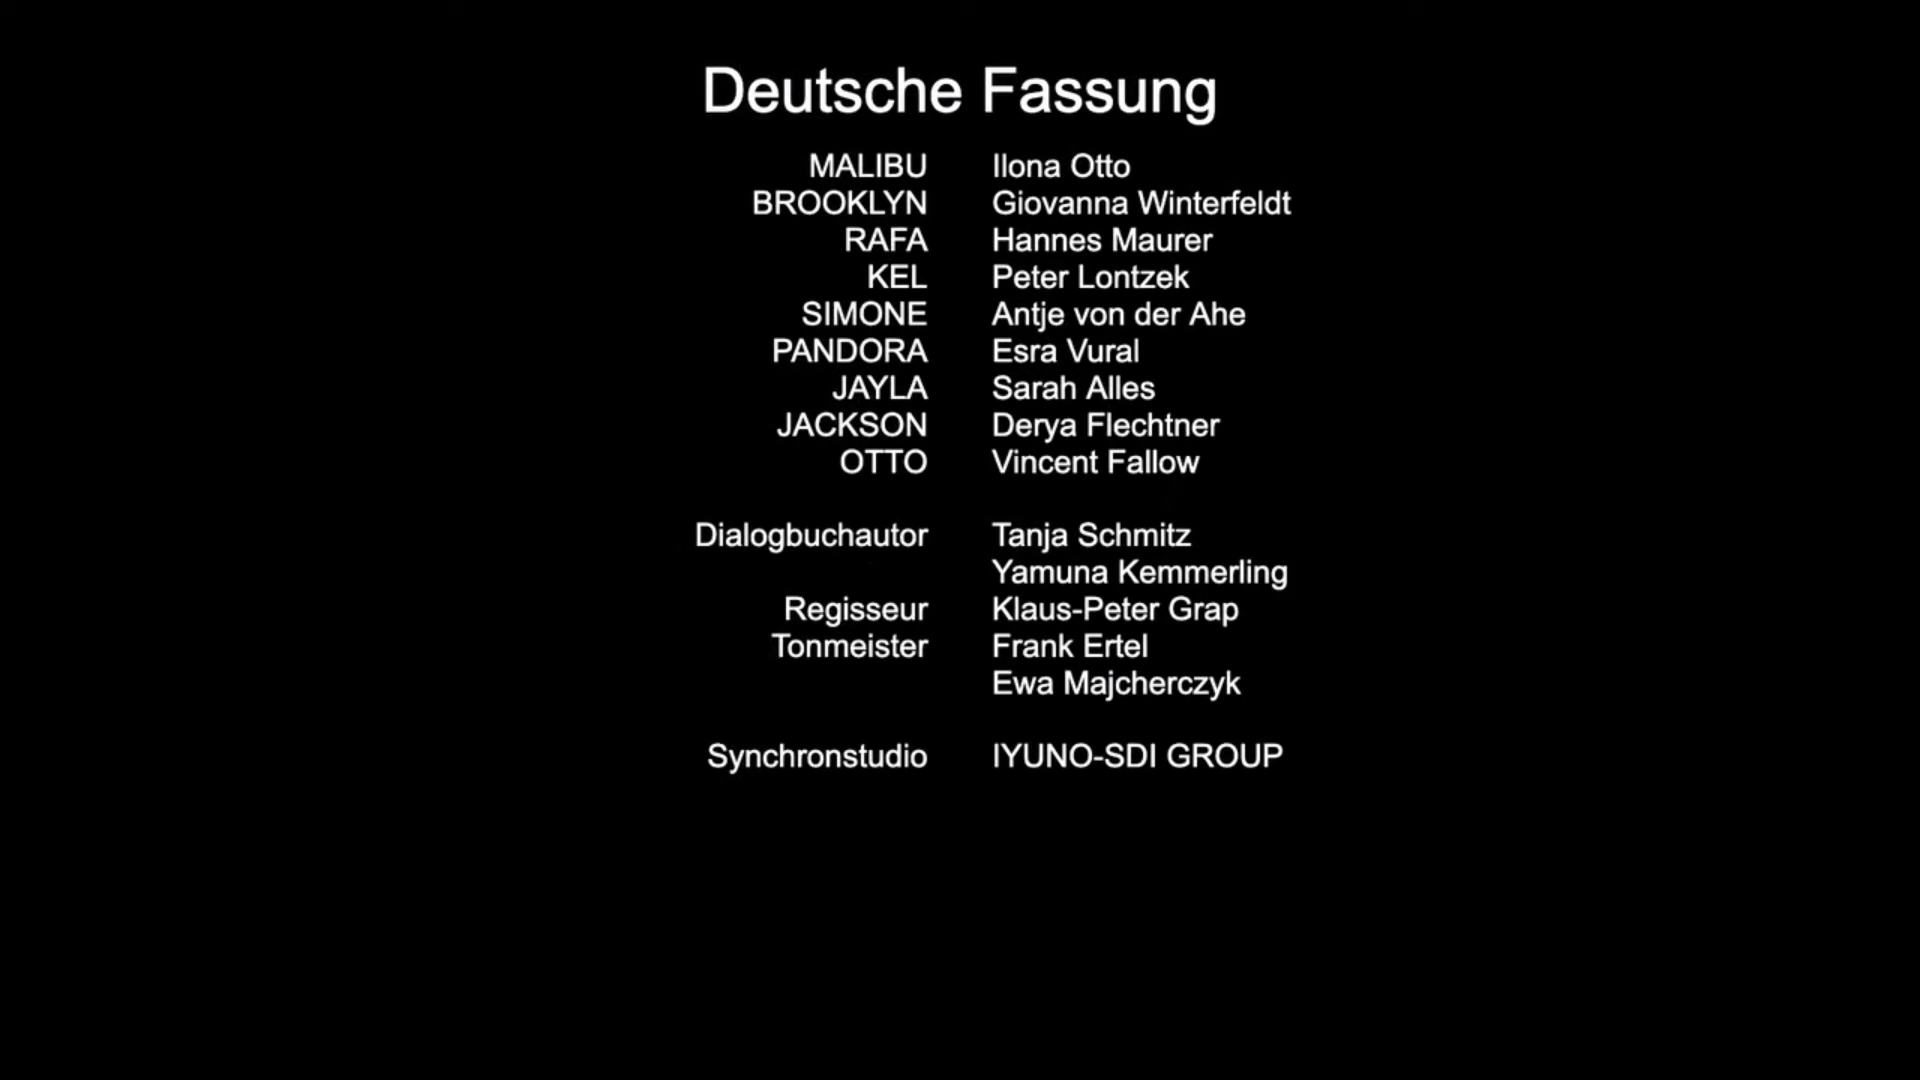 Deutsche Fassung
MALIBU Ilona Otto
BROOKLYN Giovanna Winterfeldt
RAFA Hannes Maurer
KEL Peter Lontzek
SIMONE Antje von der Ahe
PANDORA Esra Vural
JAYLA Sarah Alles
JACKSON Derya Flechtner
OTTO Vincent Fallow
Dialogbuchautor Tanja Schmitz
Yamuna Kemmerling
Regisseur Klaus-Peter Grap
Tonmeister Frank Ertel
Ewa Majcherczyk
Synchronstudio IYUNO-SDI GROUP